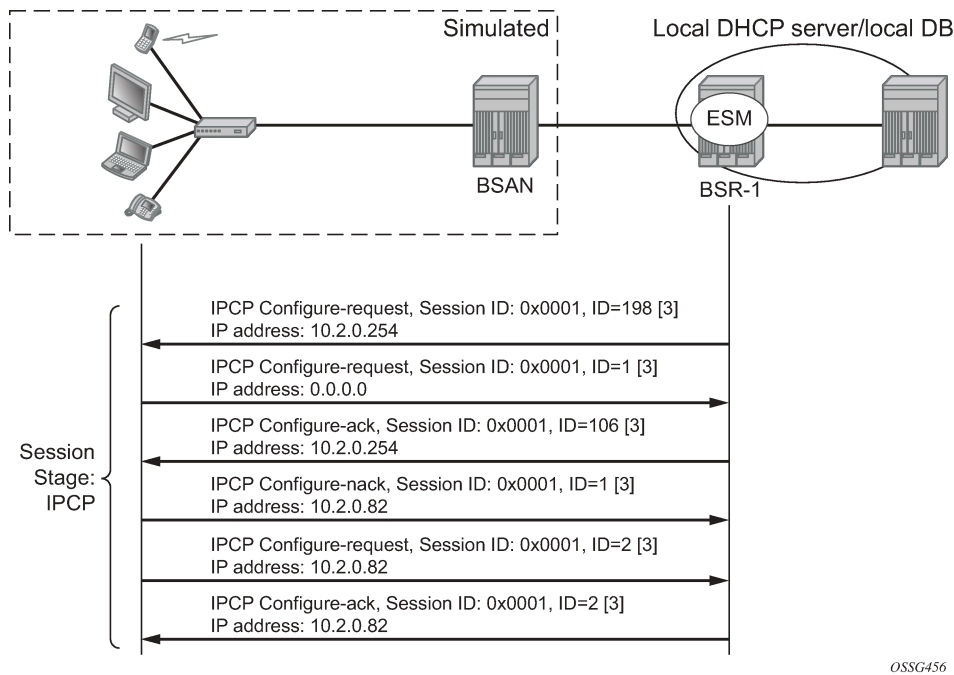 Simulated
Local DHCP server/local DB
ESM
BSAN
BSR-1
IPCP Configure-request, Session ID: 0x0001, ID=198 [3]
IP address: 10.2.0.254
IPCP Configure-request, Session ID: 0x0001, ID=1 [3]
IP address: 0.0.0.0
IPCP Configure-ack, Session ID: 0x0001, ID=106 [3]
IP address: 10.2.0.254
Session
Stage:
IPCP
IPCP Configure-nack, Session ID: 0x0001, ID=1 [3]
IP address: 10.2.0.82
IPCP Configure-request, Session ID: 0x0001, ID=2 [3]
IP address: 10.2.0.82
IPCP Configure-ack, Session ID: 0x0001, ID=2 [3]
IP address: 10.2.0.82
OSSG456